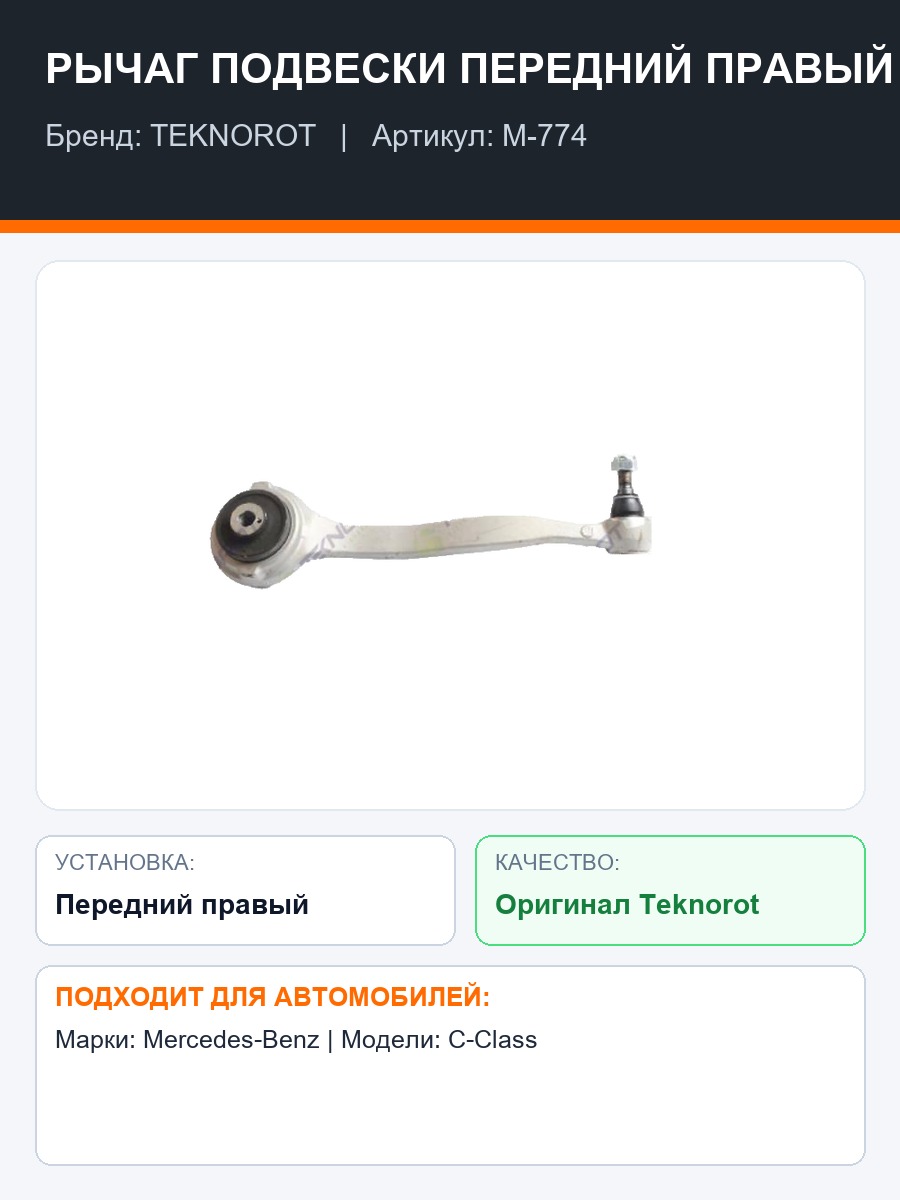 РЫЧАГ ПОДВЕСКИ ПЕРЕДНИЙ ПРАВЫЙ
Бренд: TEKNOROT | Артикул: M-774
УСТАНОВКА:
Передний правый
КАЧЕСТВО:
Оригинал Teknorot
ПОДХОДИТ ДЛЯ АВТОМОБИЛЕЙ:
Марки: Mercedes-Benz | Модели: C-Class